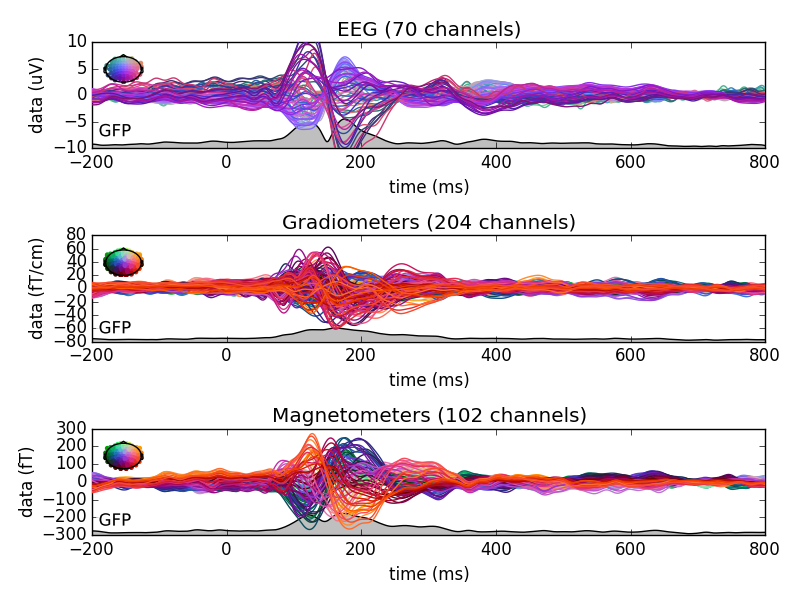 EEG (70 channels)
data (uV)
10
5
0
−5
−10
GFP
−200 0 200 400 600 800
time (ms)
Gradiometers (204 channels)
data (fT/cm)
80
60
40
20
0
−20
−40
−60
−80
GFP
−200 0 200 400 600 800
time (ms)
Magnetometers (102 channels)
data (fT)
300
200
100
0
−100
−200
−300
GFP
−200 0 200 400 600 800
time (ms)